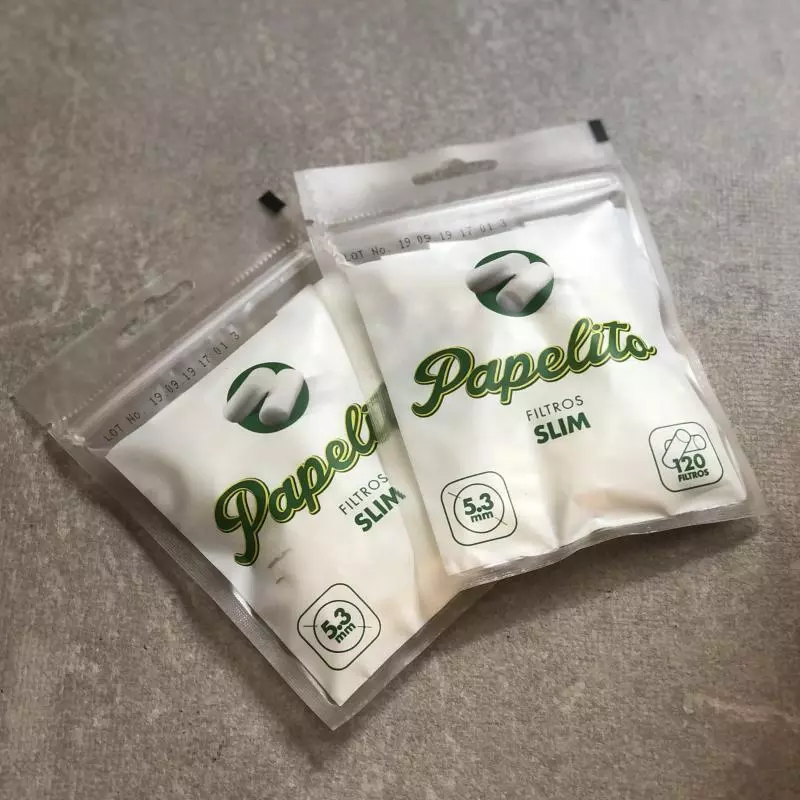 LOT No. 19 09 19 17 01 3
Papelito
FILTROS
SLIM
5.3
mm
120
FILTROS
LOT No. 19 09 19 17 01 3
Papeli
FILTROS
SLIM
5.3
mm